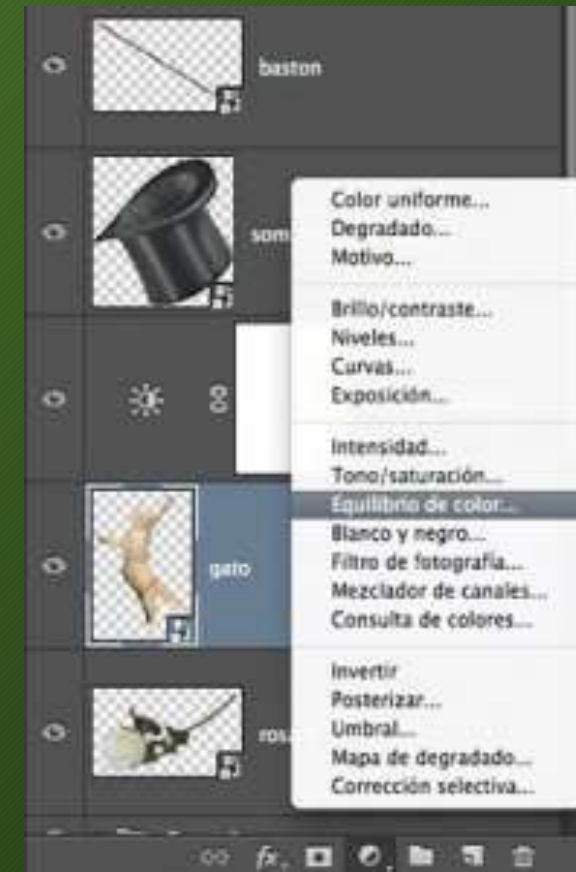 baston
som
gato
ros
Color uniforme...
Degradado...
Motivo...
Brillo/contraste...
Niveles...
Curvas...
Exposición...
Intensidad...
Tono/saturación...
Equilibrio de color...
Blanco y negro...
Filtro de fotografía...
Mezclador de canales...
Consulta de colores...
Invertir
Posterizar...
Umbral...
Mapa de degradado...
Corrección selectiva...
fx